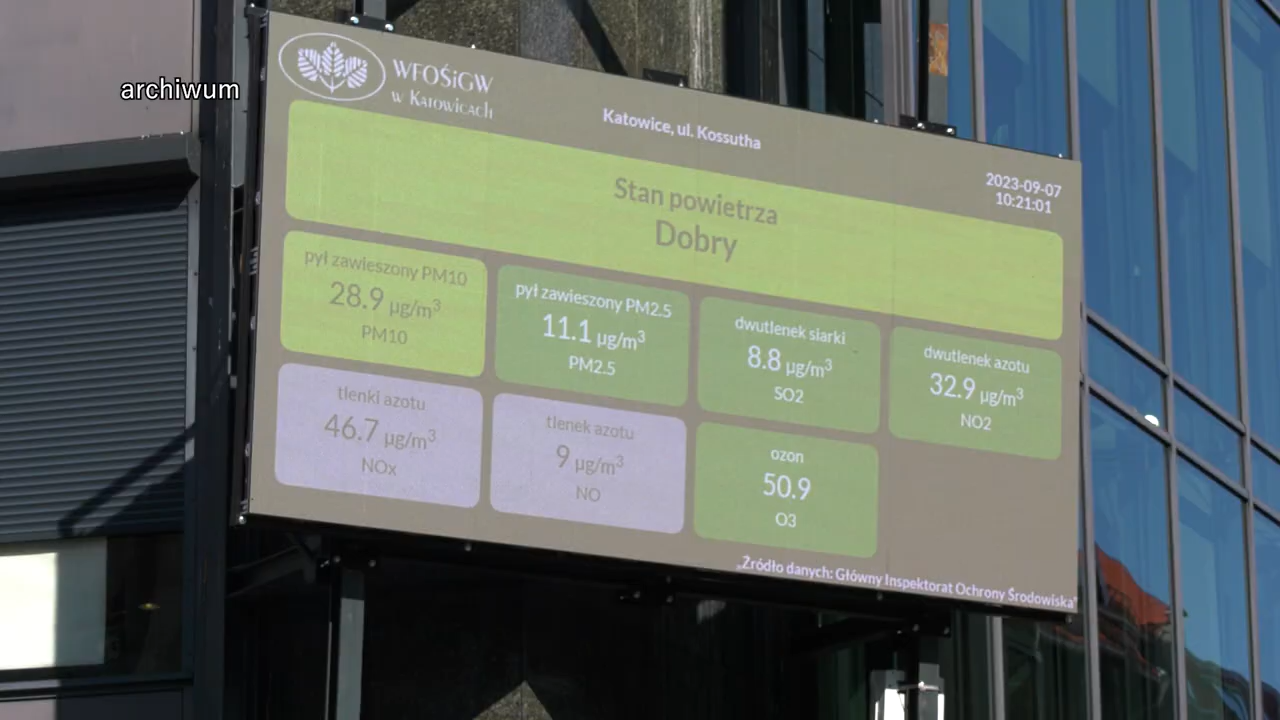 archiwum
WFOŚiGW
w Katowicach
Katowice, ul. Kossutha
2023-09-07
10:21:01
Stan powietrza
Dobry
pył zawieszony PM10
28.9 µg/m³
PM10
pył zawieszony PM2.5
11.1 µg/m³
PM2.5
dwutlenek siarki
8.8 µg/m³
SO2
dwutlenek azotu
32.9 µg/m³
NO2
tlenki azotu
46.7 µg/m³
NOx
tlenek azotu
9 µg/m³
NO
ozon
50.9
O3
„Źródło danych: Główny Inspektorat Ochrony Środowiska"